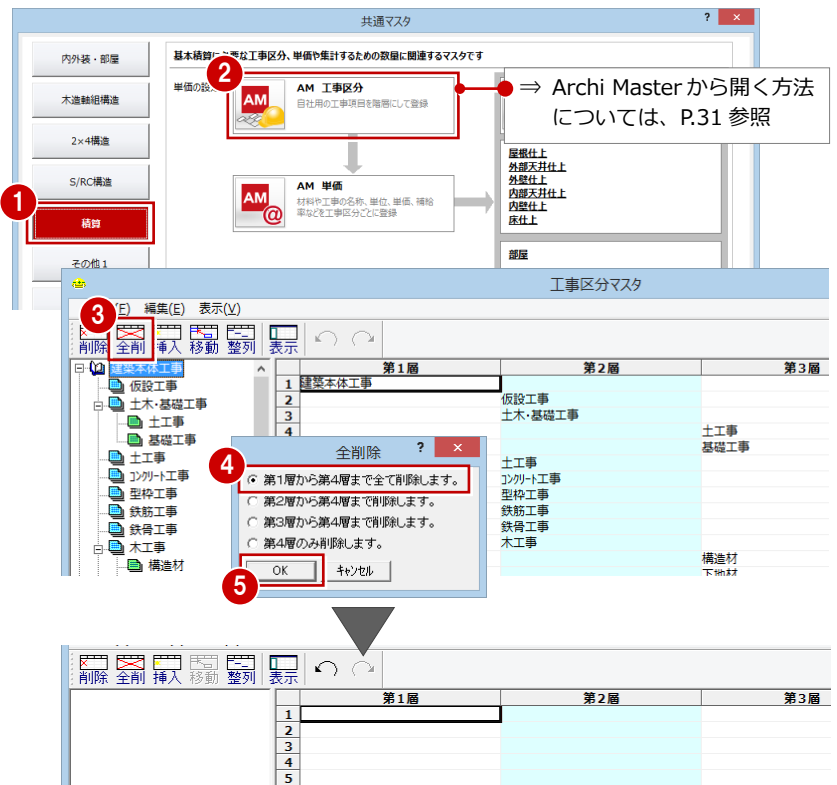 共通マスタ
? ×
内外装・部屋
木造軸組構造
2×4構造
S/RC構造
1
積算
その他1
基本積算に必要な工事区分、単価や集計するための数量に関連するマスタです
2
単価の設
AM
AM 工事区分
自社用の工事項目を階層にして登録
⇒ Archi Master から開く方法
については、P.31 参照
AM
@
AM 単価
材料や工事の名称、単位、単価、補給
率などを工事区分ごとに登録
屋根仕上
外部天井仕上
外壁仕上
内部天井仕上
内壁仕上
床仕上
部屋
工事区分マスタ
3
(F) 編集(E) 表示(V)
削除 全削 挿入 移動 整列 表示
建築本体工事
仮設工事
土木・基礎工事
土工事
基礎工事
土工事
コンクリート工事
型枠工事
鉄筋工事
鉄骨工事
木工事
構造材
第1層 第2層 第3層
1 建築本体工事
2 仮設工事
3 土木・基礎工事
4 土工事
基礎工事
土工事
コンクリート工事
型枠工事
鉄筋工事
鉄骨工事
木工事
構造材
下地材
全削除 ? ×
4
第1層から第4層まで全て削除します。
第2層から第4層まで削除します。
第3層から第4層まで削除します。
第4層のみ削除します。
5
OK キャンセル
削除 全削 挿入 移動 整列 表示
第1層 第2層 第3層
1
2
3
4
5